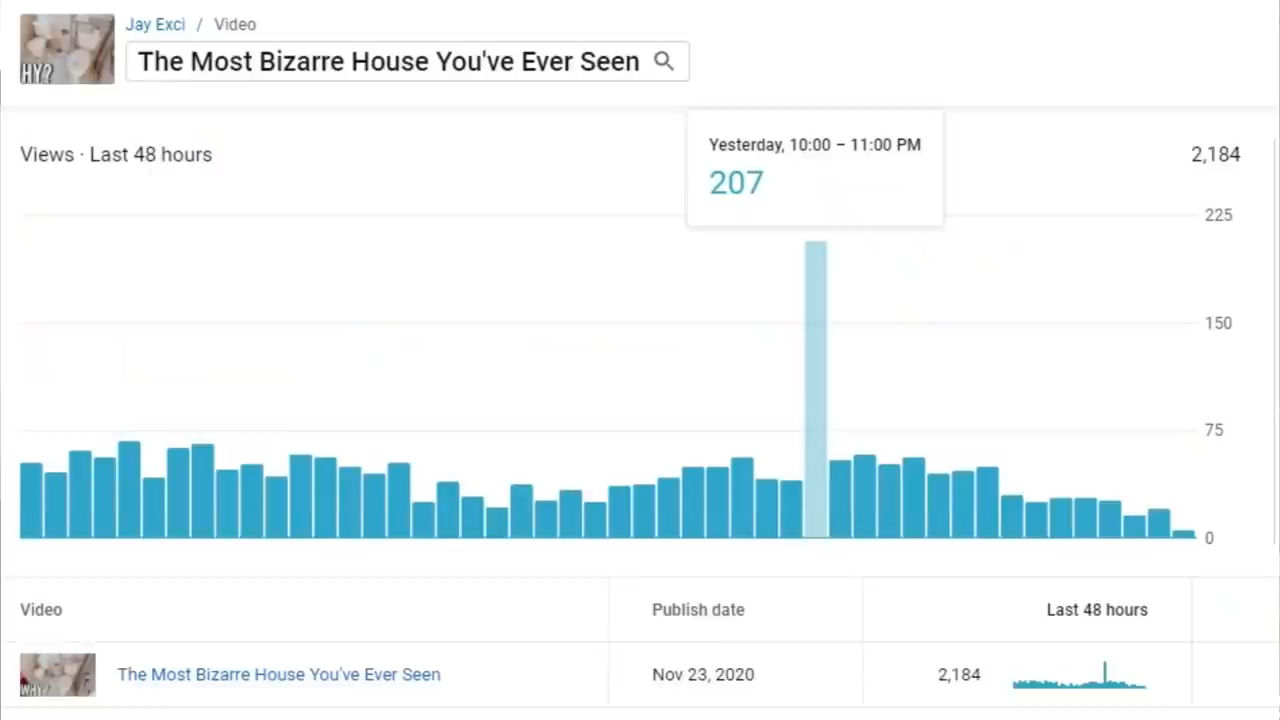 Jay Exci / Video
HY?
The Most Bizarre House You've Ever Seen
Yesterday, 10:00 – 11:00 PM
207
Views · Last 48 hours
2,184
225
150
75
0
Video Publish date Last 48 hours
WHY?
The Most Bizarre House You've Ever Seen Nov 23, 2020 2,184